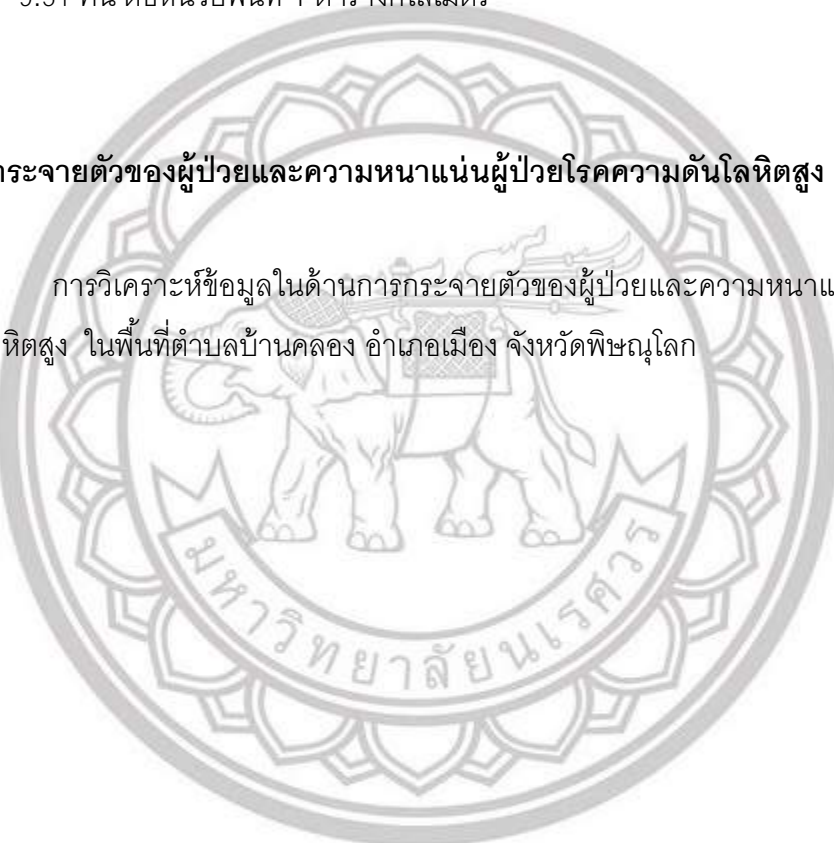 ระจายตัวของผู้ป่วยและความหนาแน่นผู้ป่วยโรคความดันโลหิตสูง
การวิเคราะห์ข้อมูลในด้านการกระจายตัวของผู้ป่วยและความหนาแ
หิตสูง ในพื้นที่ตำบลบ้านคลอง อำเภอเมือง จังหวัดพิษณุโลก
มหาวิทยาลัยนเรศวร